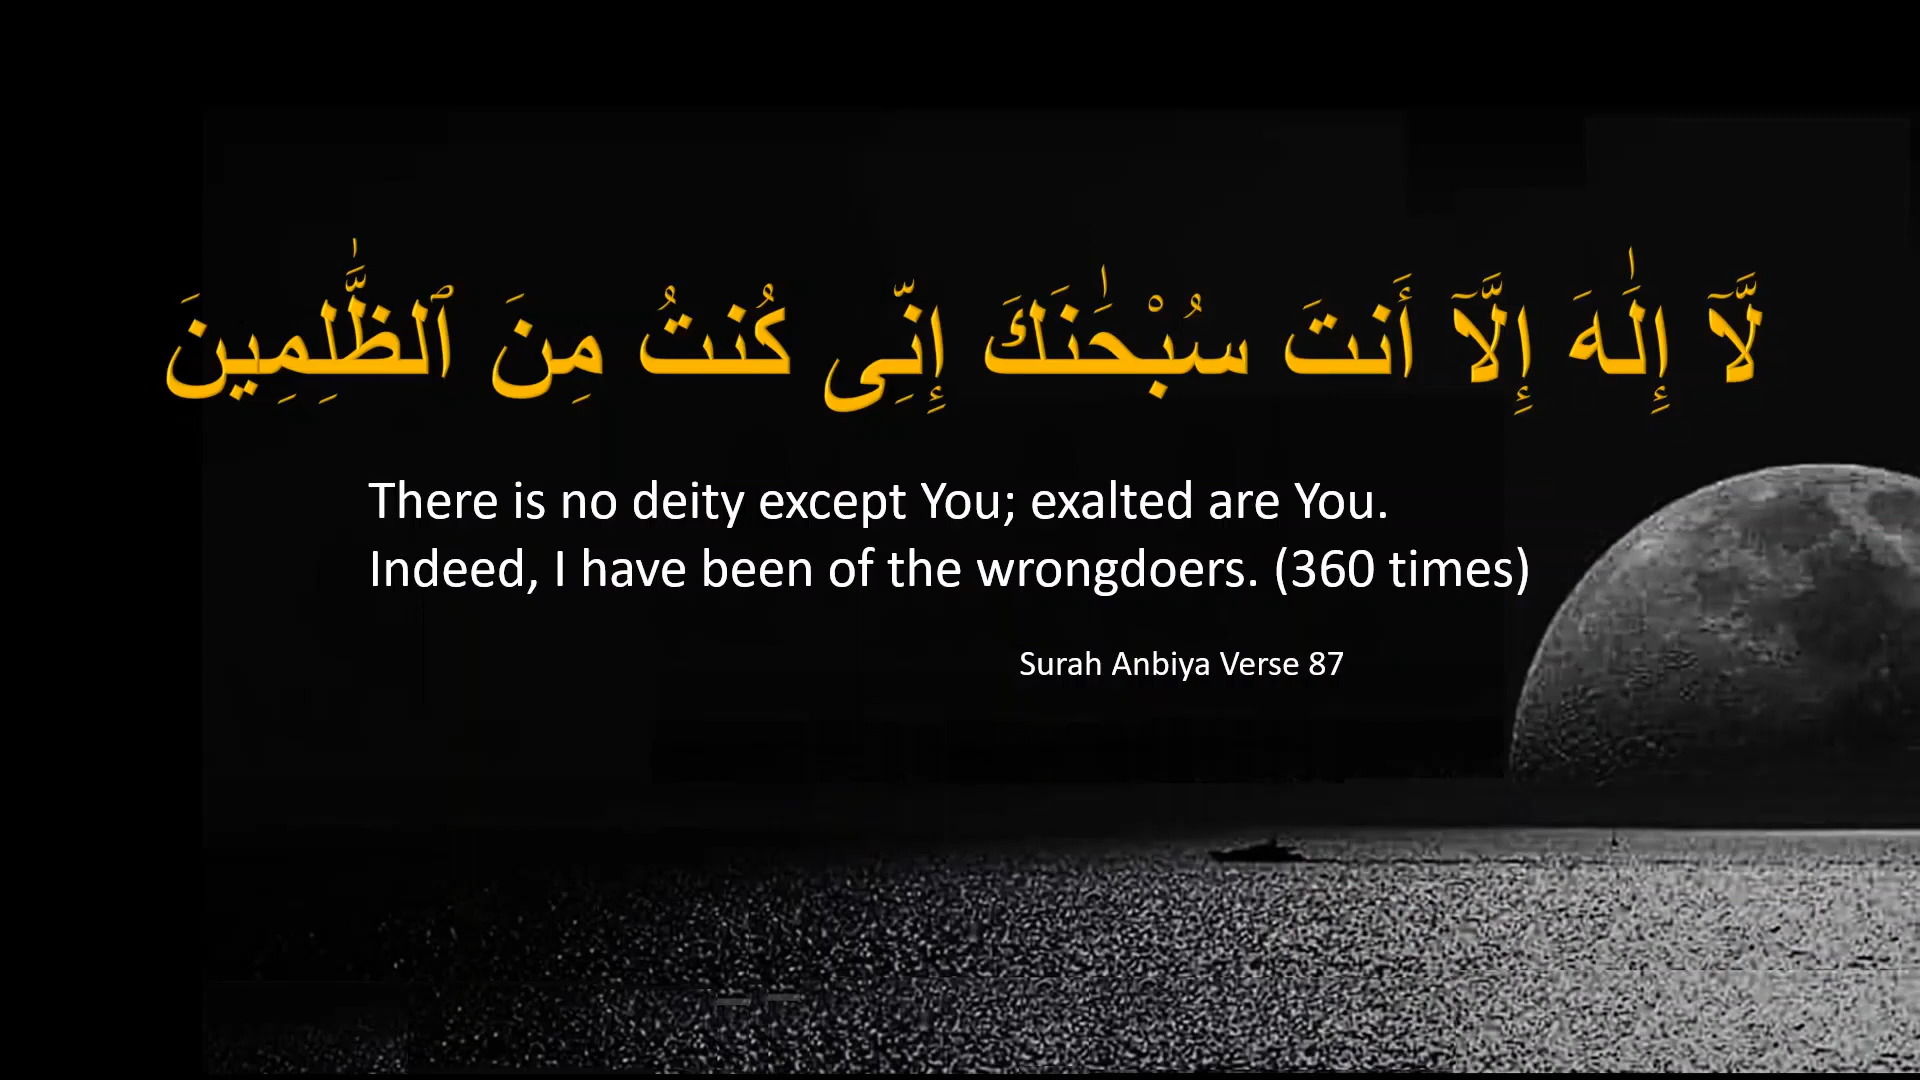 لَّآ إِلَٰهَ إِلَّآ أَنتَ سُبْحَٰنَكَ إِنِّى كُنتُ مِنَ ٱلظَّٰلِمِينَ
There is no deity except You; exalted are You.
Indeed, I have been of the wrongdoers. (360 times)
Surah Anbiya Verse 87